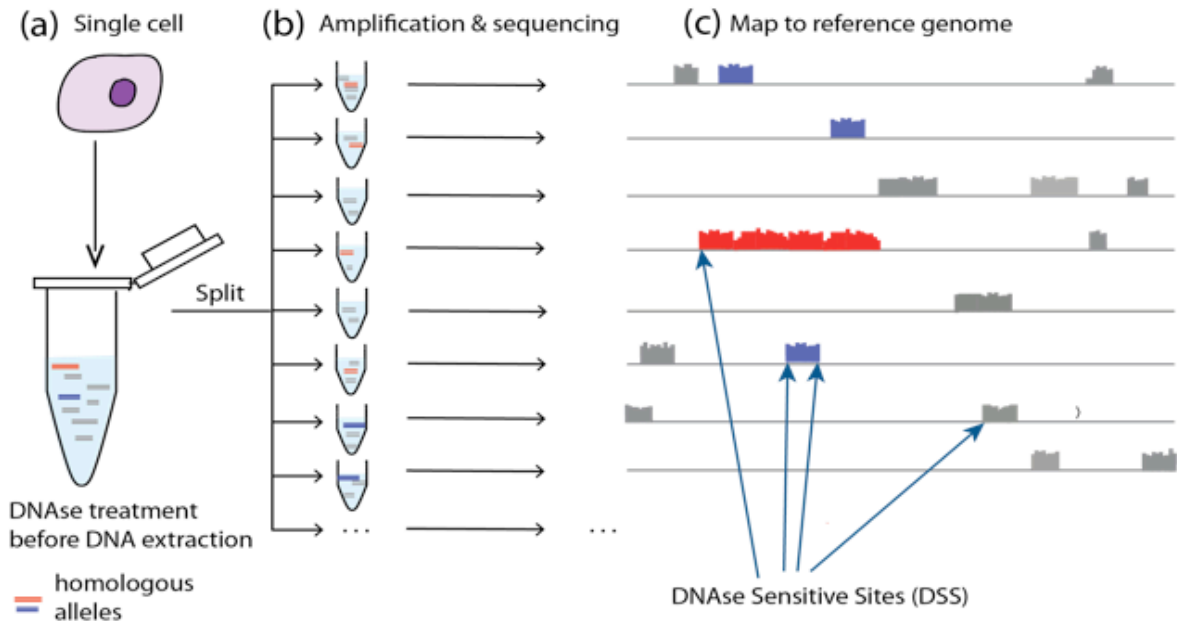 (a) Single cell
(b) Amplification & sequencing
(c) Map to reference genome
Split
DNAse treatment
before DNA extraction
homologous
alleles
...
...
)
DNAse Sensitive Sites (DSS)